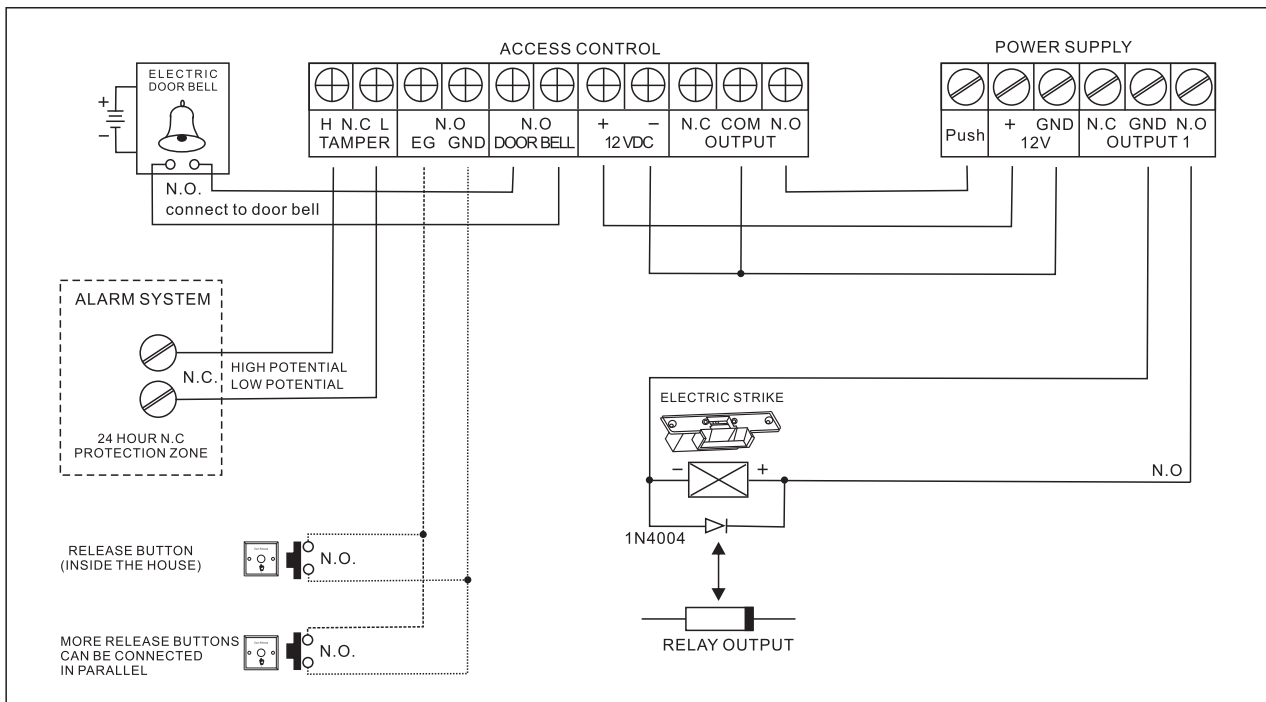 ACCESS CONTROL
POWER SUPPLY
ELECTRIC
DOOR BELL
+
−
N.O.
connect to door bell
H N.C L
TAMPER
N.O
EG GND
N.O
DOOR BELL
+ −
12 VDC
N.C COM N.O
OUTPUT
Push
+ GND
12V
N.C GND N.O
OUTPUT 1
ALARM SYSTEM
N.C.
HIGH POTENTIAL
LOW POTENTIAL
24 HOUR N.C
PROTECTION ZONE
ELECTRIC STRIKE
− +
N.O
1N4004
RELAY OUTPUT
RELEASE BUTTON
(INSIDE THE HOUSE)
N.O.
MORE RELEASE BUTTONS
CAN BE CONNECTED
IN PARALLEL
N.O.